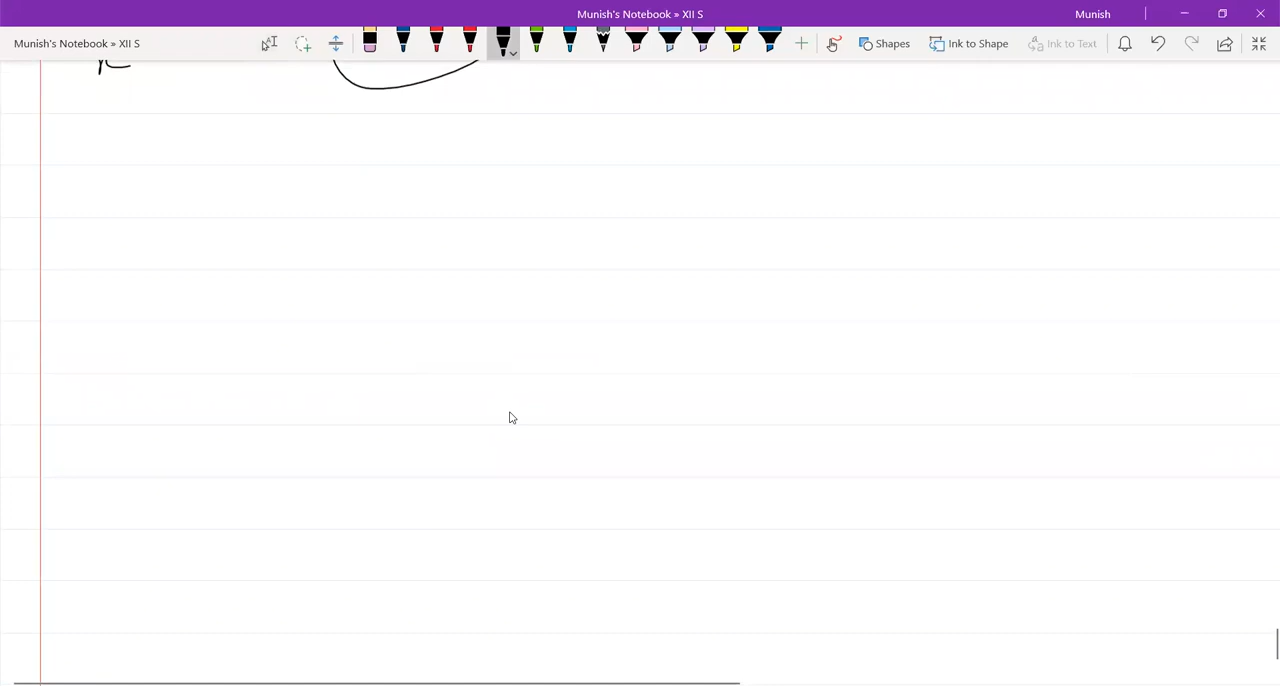 Munish's Notebook » XII S
Munish
Munish's Notebook » XII S
Shapes
Ink to Shape
Ink to Text